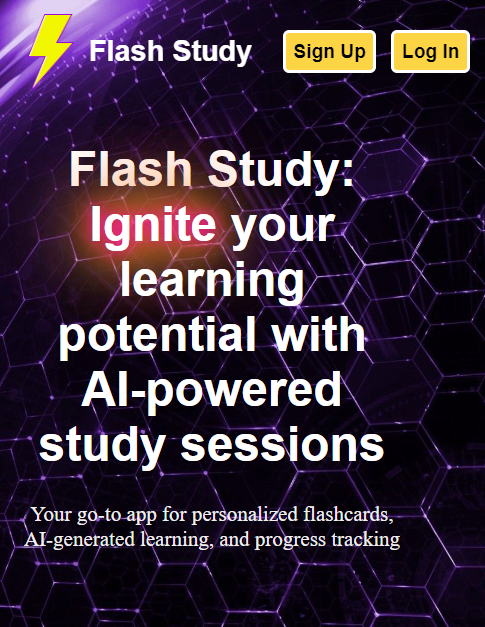 Flash Study
Sign Up
Log In
Flash Study:
Ignite your
learning
potential with
AI-powered
study sessions
Your go-to app for personalized flashcards,
AI-generated learning, and progress tracking